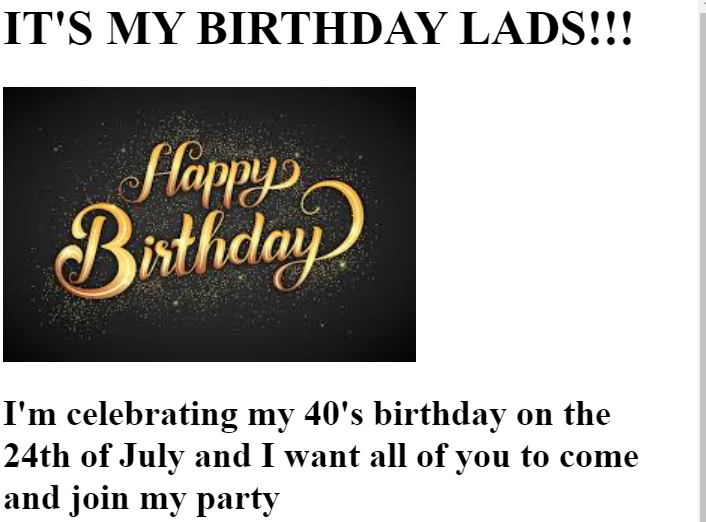 IT'S MY BIRTHDAY LADS!!!
Happy
Birthday
I'm celebrating my 40's birthday on the
24th of July and I want all of you to come
and join my party